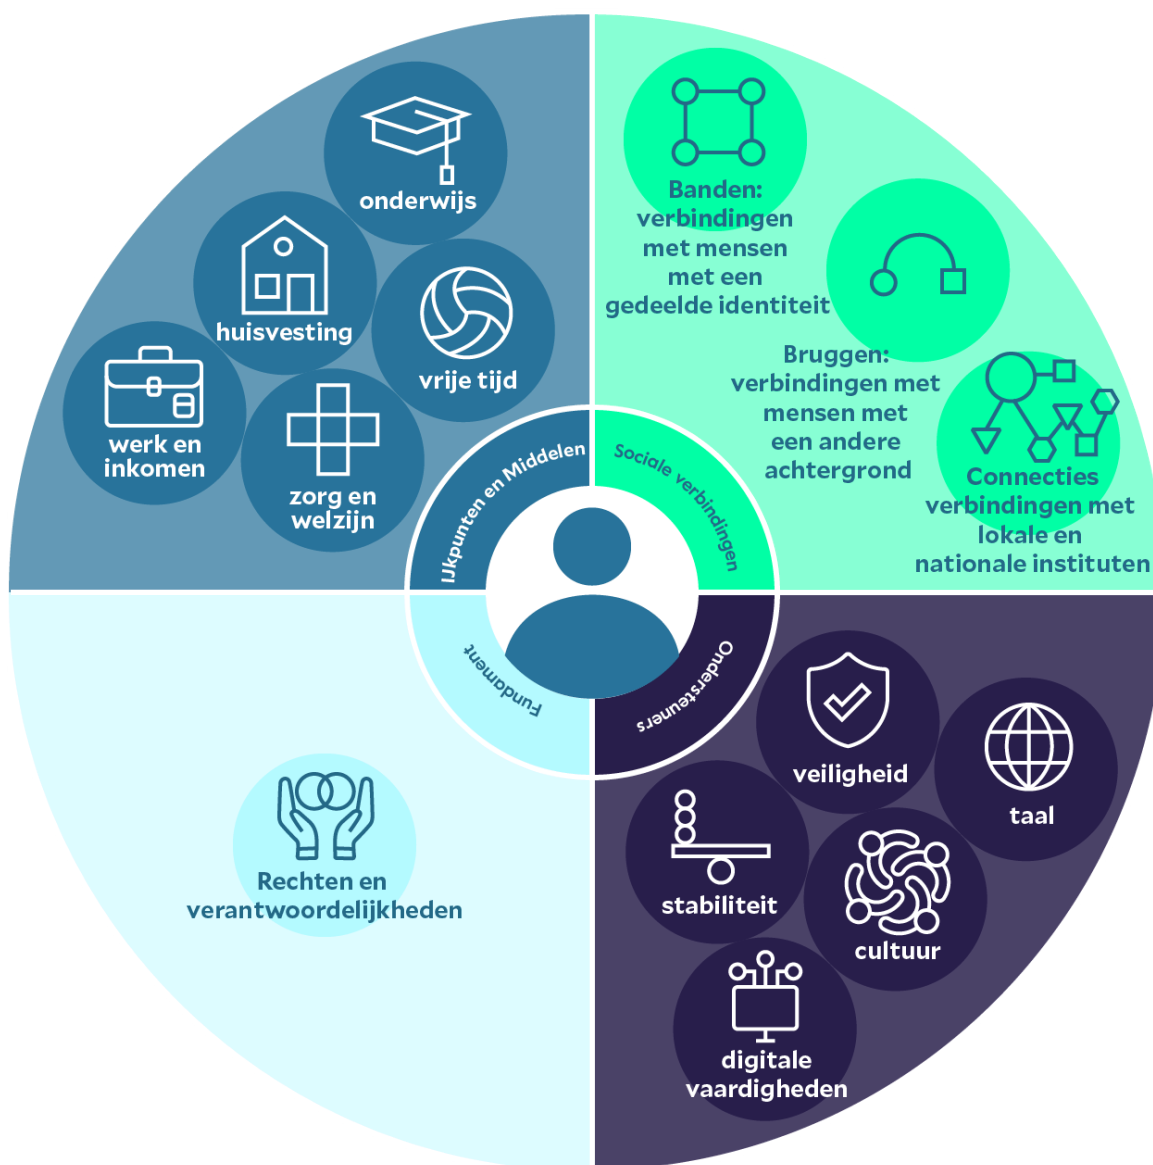 onderwijs
huisvesting
vrije tijd
werk en
inkomen
zorg en
welzijn
IJkpunten en Middelen
Banden:
verbindingen
met mensen
met een
gedeelde identiteit
Bruggen:
verbindingen met
mensen met
een andere
achtergrond
Connecties
verbindingen met
lokale en
nationale instituten
Sociale verbindingen
Fundament
Rechten en
verantwoordelijkheden
Ondersteuners
veiligheid
taal
stabiliteit
cultuur
digitale
vaardigheden